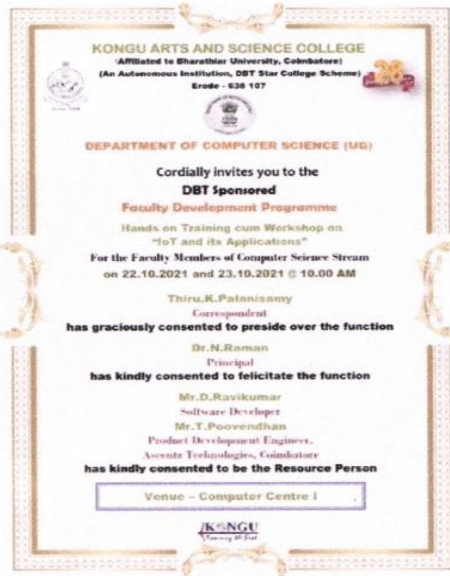 KONGU ARTS AND SCIENCE COLLEGE
(Affiliated to Bharathiar University, Coimbatore)
(An Autonomous Institution, DBT Star College Scheme)
Erode - 638 107
DEPARTMENT OF COMPUTER SCIENCE (UG)
Cordially invites you to the
DBT Sponsored
Faculty Development Programme
Hands on Training cum Workshop on
"IoT and its Applications"
For the Faculty Members of Computer Science Stream
on 22.10.2021 and 23.10.2021 @ 10.00 AM
Thiru.K.Palanisamy
Correspondent
has graciously consented to preside over the function
Dr.N.Raman
Principal
has kindly consented to felicitate the function
Mr.D.Ravikumar
Software Developer
Mr.T.Poovendhan
Product Development Engineer,
Ascentz Technologies, Coimbatore
has kindly consented to be the Resource Person
Venue – Computer Centre I
KONGU